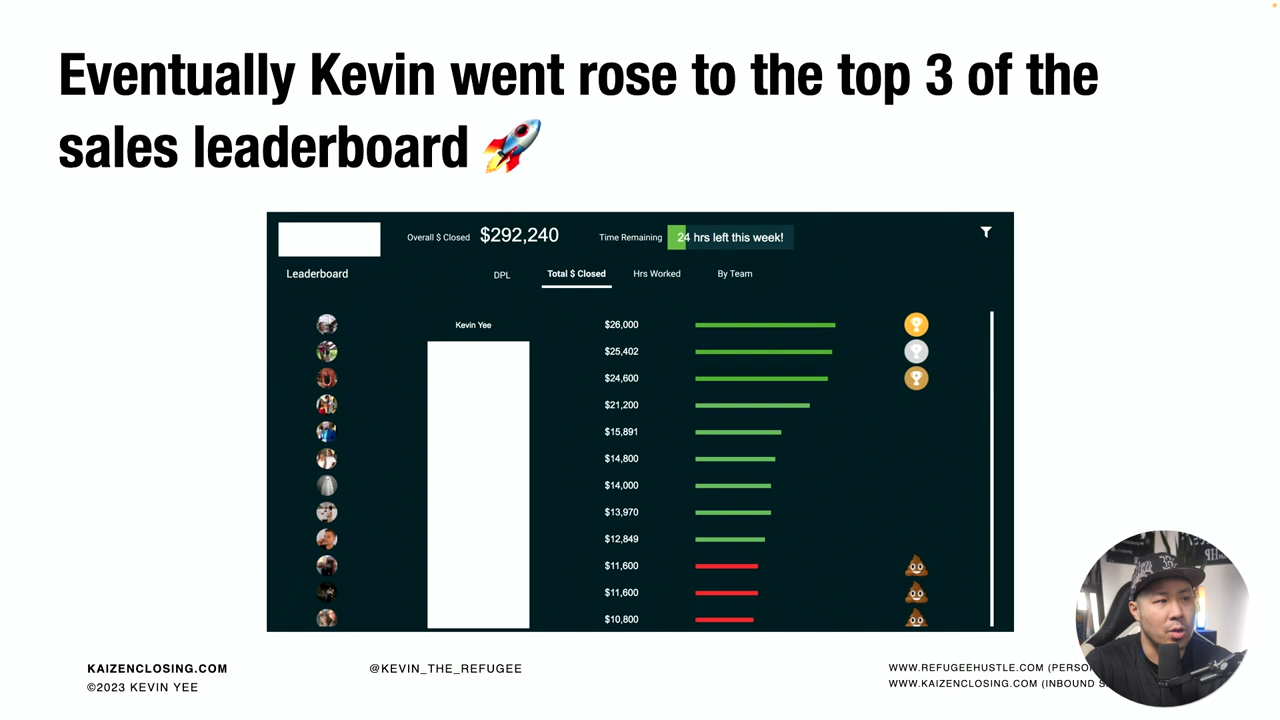 Eventually Kevin went rose to the top 3 of the
sales leaderboard 🚀
Overall $ Closed $292,240 Time Remaining 24 hrs left this week!
Leaderboard DPL Total $ Closed Hrs Worked By Team
Kevin Yee $26,000
$25,402
$24,600
$21,200
$15,891
$14,800
$14,000
$13,970
$12,849
$11,600
$11,600
$10,800
KAIZENCLOSING.COM @KEVIN_THE_REFUGEE WWW.REFUGEEHUSTLE.COM
©2023 KEVIN YEE WWW.KAIZENCLOSING.COM (INBOUND